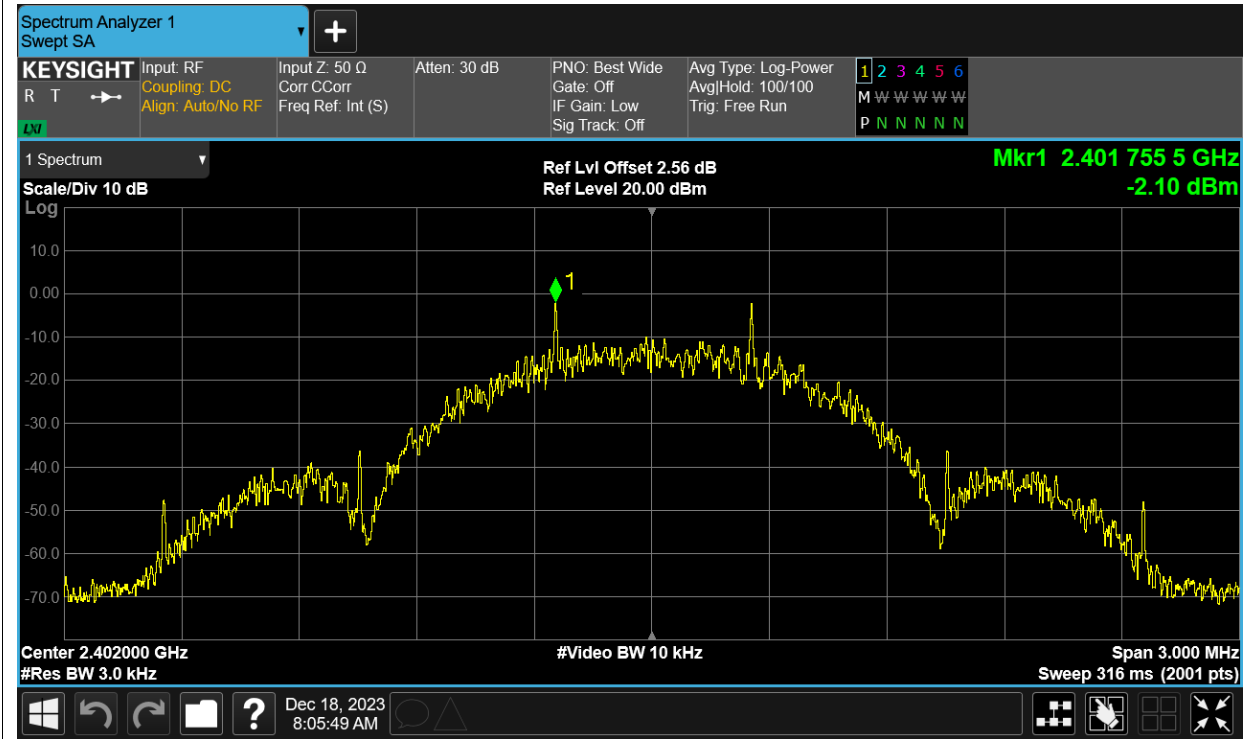 Spectrum Analyzer 1
Swept SA
KEYSIGHT
R T
LXI
Input: RF
Coupling: DC
Align: Auto/No RF
Input Z: 50 Ω
Corr CCorr
Freq Ref: Int (S)
Atten: 30 dB
PNO: Best Wide
Gate: Off
IF Gain: Low
Sig Track: Off
Avg Type: Log-Power
Avg|Hold: 100/100
Trig: Free Run
1 2 3 4 5 6
M W W W W W W
P N N N N N N
1 Spectrum
Scale/Div 10 dB
Log
Ref Lvl Offset 2.56 dB
Ref Level 20.00 dBm
Mkr1 2.401 755 5 GHz
-2.10 dBm
1
10.0
0.00
-10.0
-20.0
-30.0
-40.0
-50.0
-60.0
-70.0
Center 2.402000 GHz
#Res BW 3.0 kHz
#Video BW 10 kHz
Span 3.000 MHz
Sweep 316 ms (2001 pts)
?
Dec 18, 2023
8:05:49 AM